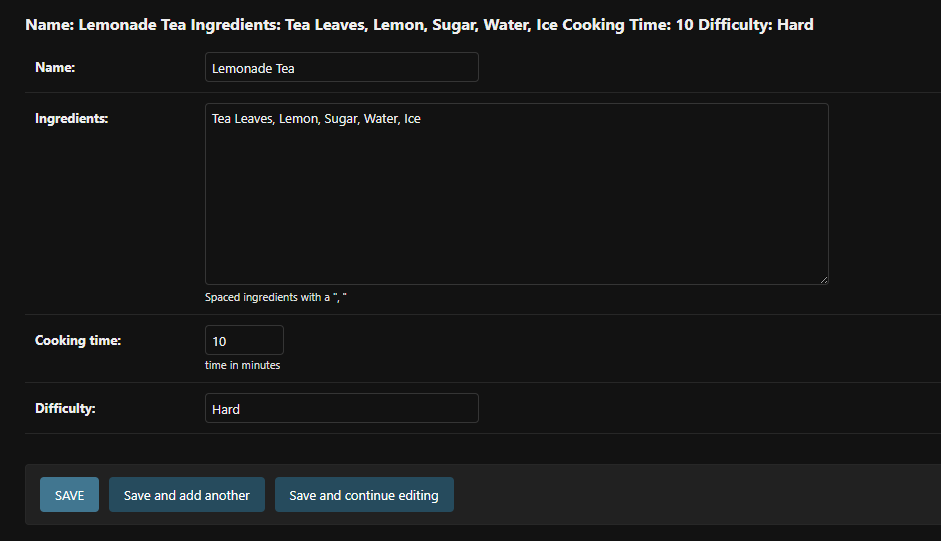 Name: Lemonade Tea Ingredients: Tea Leaves, Lemon, Sugar, Water, Ice Cooking Time: 10 Difficulty: Hard
Name:
Lemonade Tea
Ingredients:
Tea Leaves, Lemon, Sugar, Water, Ice
Spaced ingredients with a ", "
Cooking time:
10
time in minutes
Difficulty:
Hard
SAVE
Save and add another
Save and continue editing